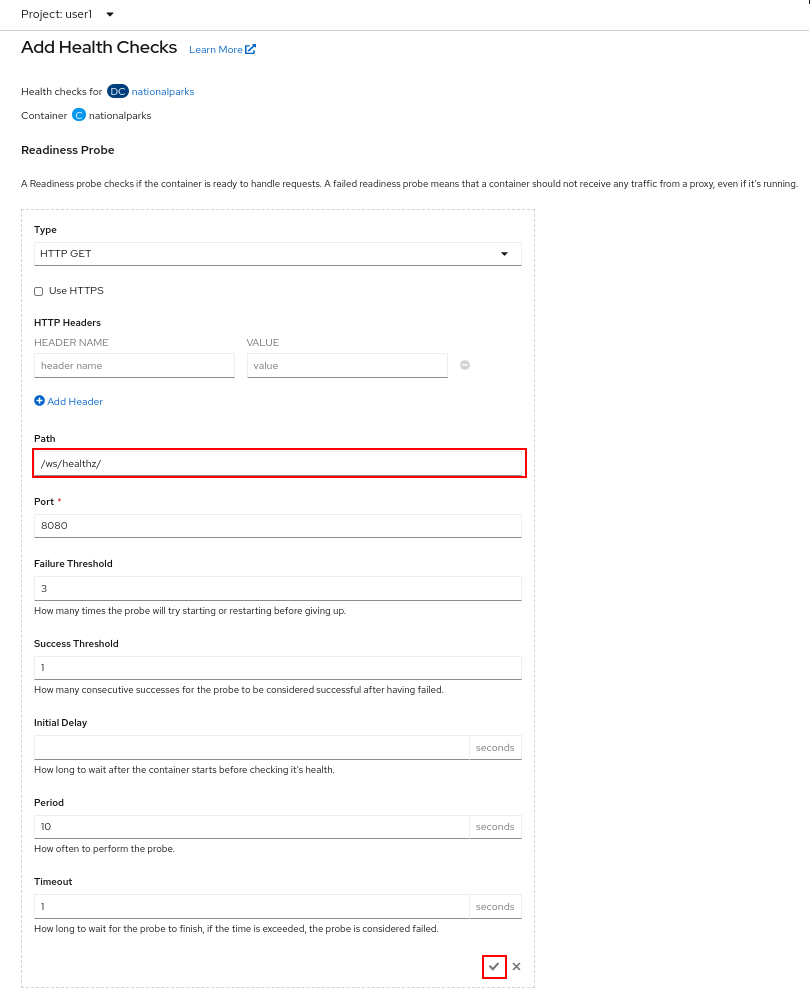 Project: user1
Add Health Checks Learn More
Health checks for DC nationalparks
Container C nationalparks
Readiness Probe
A Readiness probe checks if the container is ready to handle requests. A failed readiness probe means that a container should not receive any traffic from a proxy, even if it's running.
Type
HTTP GET
Use HTTPS
HTTP Headers
HEADER NAME VALUE
header name value
Add Header
Path
/ws/healthz/
Port *
8080
Failure Threshold
3
How many times the probe will try starting or restarting before giving up.
Success Threshold
1
How many consecutive successes for the probe to be considered successful after having failed.
Initial Delay
seconds
How long to wait after the container starts before checking it's health.
Period
10 seconds
How often to perform the probe.
Timeout
1 seconds
How long to wait for the probe to finish, if the time is exceeded, the probe is considered failed.